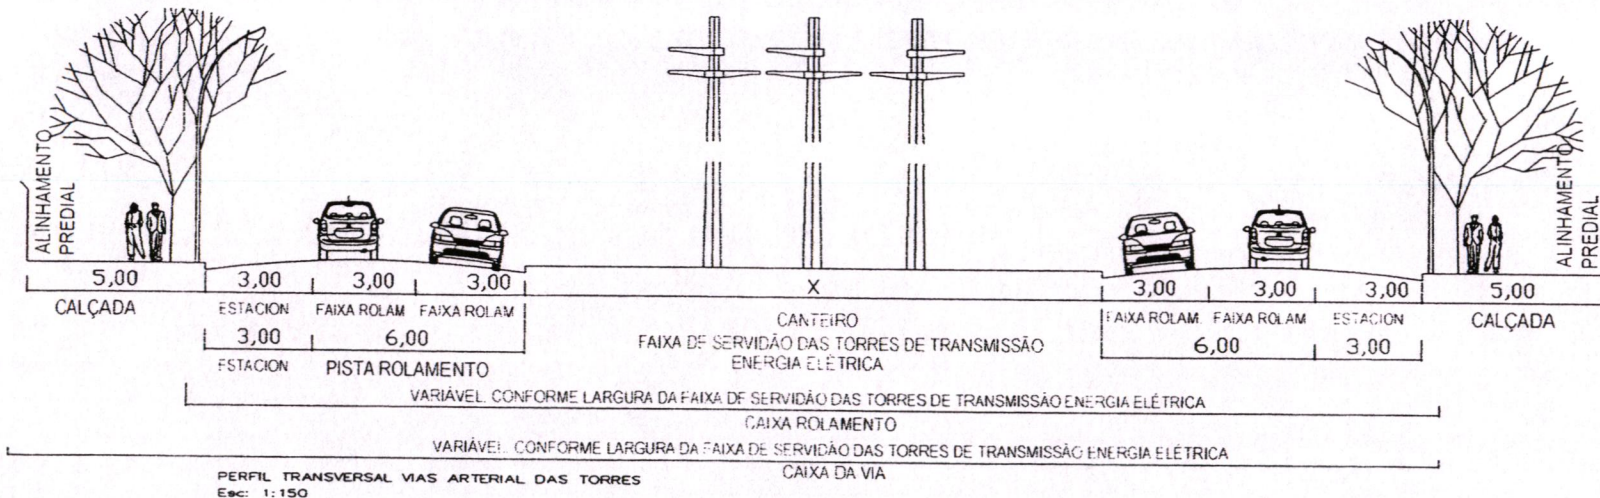 ALINHAMENTO
PREDIAL
ALINHAMENTO
PREDIAL
5,00 3,00 3,00 3,00 X 3,00 3,00 3,00 5,00
CALÇADA ESTACION FAIXA ROLAM FAIXA ROLAM CANTEIRO FAIXA ROLAM FAIXA ROLAM ESTACION CALÇADA
3,00 6,00 FAIXA DE SERVIDÃO DAS TORRES DE TRANSMISSÃO 6,00 3,00
ESTACION PISTA ROLAMENTO ENERGIA ELÉTRICA
VARIÁVEL. CONFORME LARGURA DA FAIXA DE SERVIDÃO DAS TORRES DE TRANSMISSÃO ENERGIA ELÉTRICA
CAIXA ROLAMENTO
VARIÁVEL. CONFORME LARGURA DA FAIXA DE SERVIDÃO DAS TORRES DE TRANSMISSÃO ENERGIA ELÉTRICA
CAIXA DA VIA
PERFIL TRANSVERSAL VIAS ARTERIAL DAS TORRES
Esc: 1:150